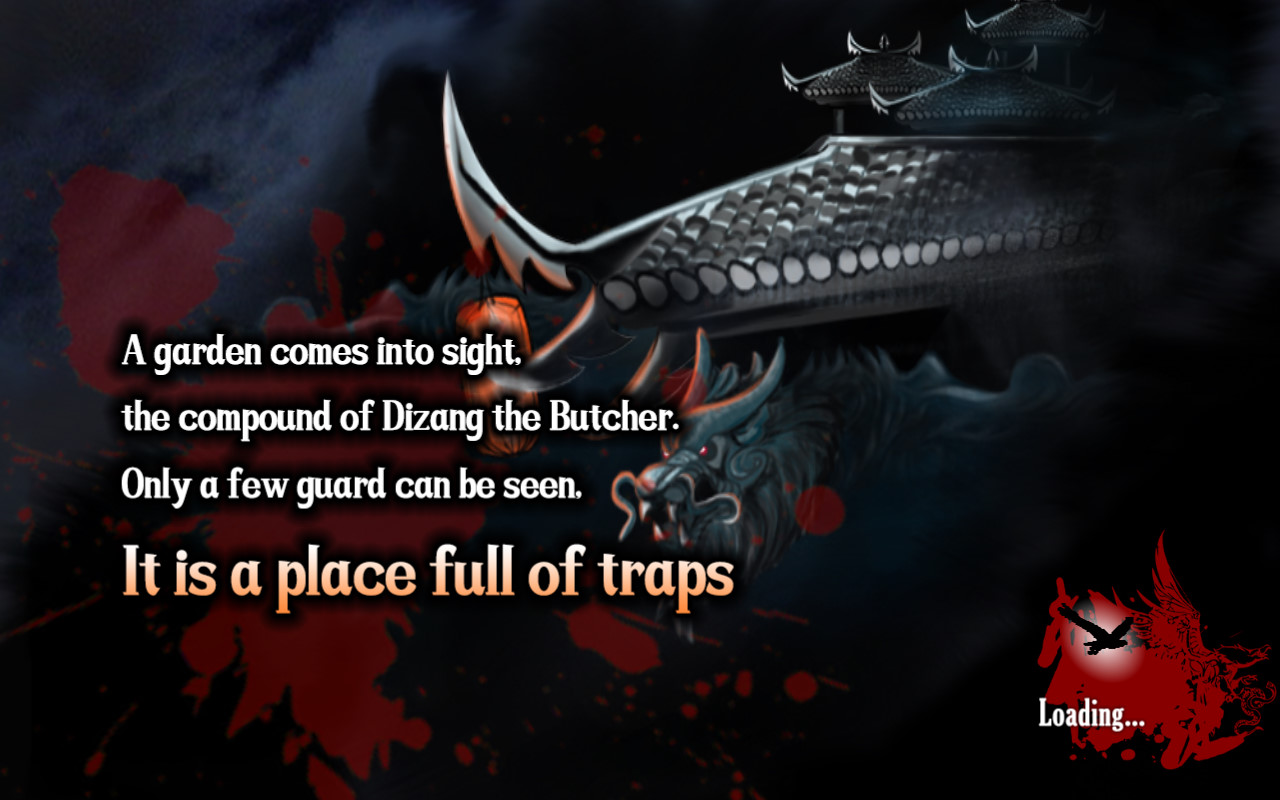 A garden comes into sight,
the compound of Dizang the Butcher.
Only a few guard can be seen,
It is a place full of traps
Loading...